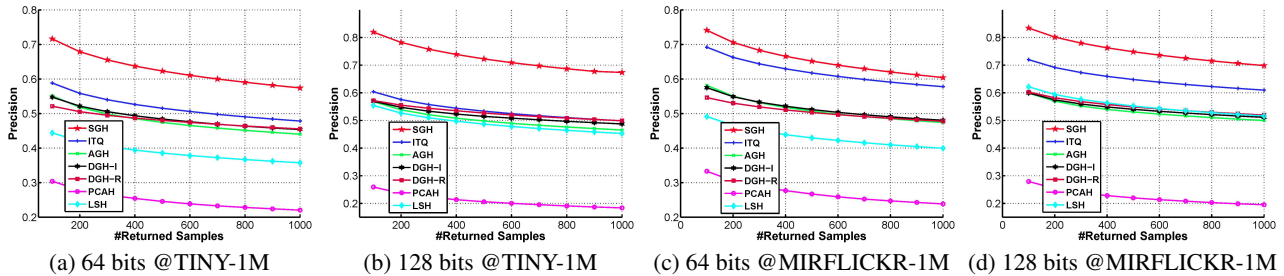 0.8
0.7
0.6
0.5
0.4
0.3
0.2
Precision
SGH
ITQ
AGH
DGH−I
DGH−R
PCAH
LSH
200 400 600 800 1000
#Returned Samples
(a) 64 bits @TINY-1M
0.8
0.7
0.6
0.5
0.4
0.3
0.2
Precision
SGH
ITQ
AGH
DGH−I
DGH−R
PCAH
LSH
200 400 600 800 1000
#Returned Samples
(b) 128 bits @TINY-1M
0.8
0.7
0.6
0.5
0.4
0.3
0.2
Precision
SGH
ITQ
AGH
DGH−I
DGH−R
PCAH
LSH
0 200 400 600 800 1000
#Returned Samples
(c) 64 bits @MIRFLICKR-1M
0.8
0.7
0.6
0.5
0.4
0.3
0.2
Precision
SGH
ITQ
AGH
DGH−I
DGH−R
PCAH
LSH
0 200 400 600 800 1000
#Returned Samples
(d) 128 bits @MIRFLICKR-1M